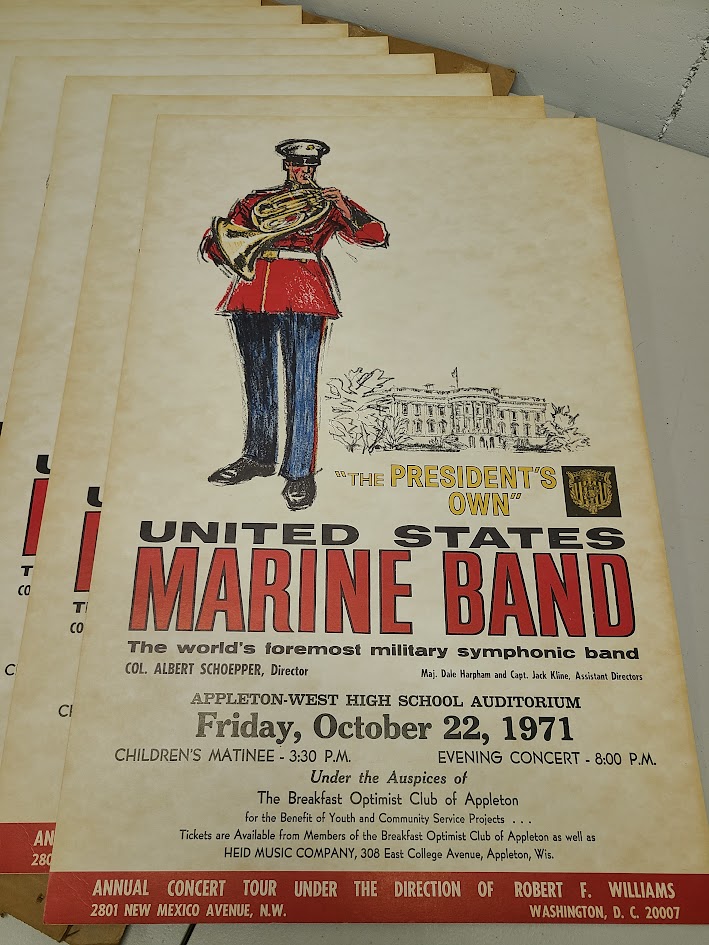 "THE PRESIDENT'S
OWN"
UNITED STATES
MARINE BAND
The world's foremost military symphonic band
COL. ALBERT SCHOEPPER, Director
Maj. Dale Harpham and Capt. Jack Kline, Assistant Directors
APPLETON-WEST HIGH SCHOOL AUDITORIUM
Friday, October 22, 1971
CHILDREN'S MATINEE - 3:30 P.M.
EVENING CONCERT - 8:00 P.M.
Under the Auspices of
The Breakfast Optimist Club of Appleton
for the Benefit of Youth and Community Service Projects . . .
Tickets are Available from Members of the Breakfast Optimist Club of Appleton as well as
HEID MUSIC COMPANY, 308 East College Avenue, Appleton, Wis.
ANNUAL CONCERT TOUR UNDER THE DIRECTION OF ROBERT F. WILLIAMS
2801 NEW MEXICO AVENUE, N.W.
WASHINGTON, D. C. 20007